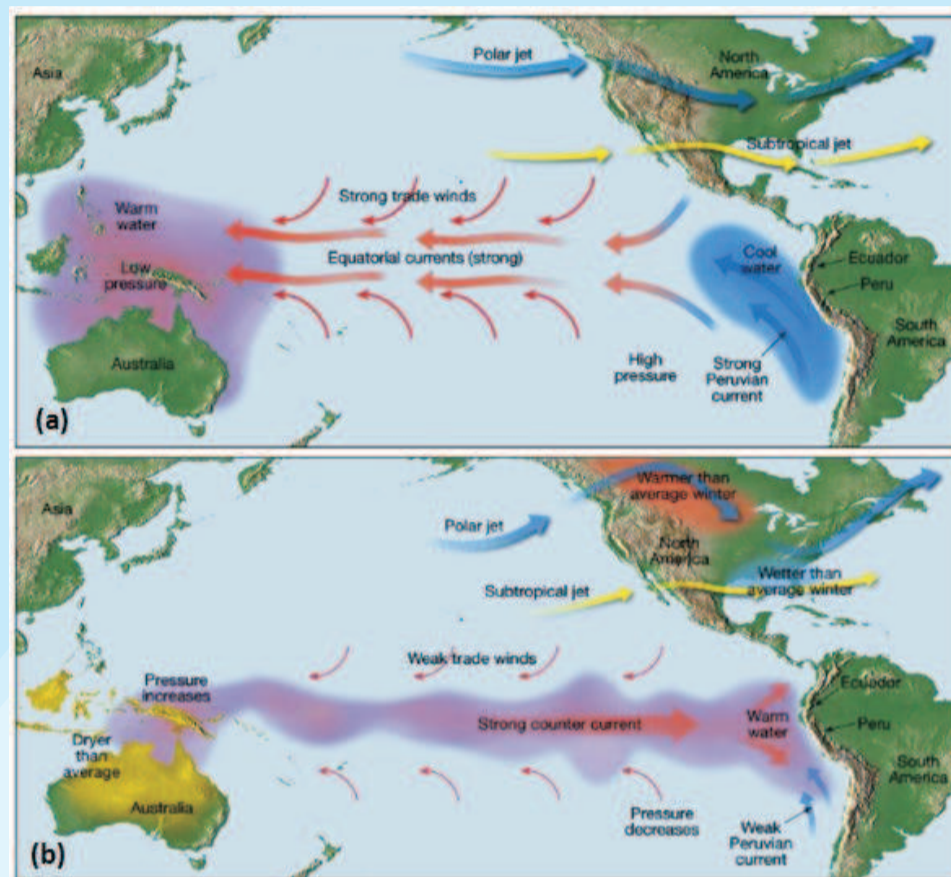 Asia
Polar jet
North
America
Subtropical jet
Strong trade winds
Warm
water
Equatorial currents (strong)
Low
pressure
Cool
water
Ecuador
Peru
South
America
Australia
High
pressure
Strong
Peruvian
current
(a)
Asia
Warmer than
average winter
Polar jet
North
America
Wetter than
average winter
Subtropical jet
Weak trade winds
Pressure
increases
Ecuador
Strong counter current
Warm
water
Peru
Dryer
than
average
South
America
Australia
Pressure
decreases
Weak
Peruvian
current
(b)